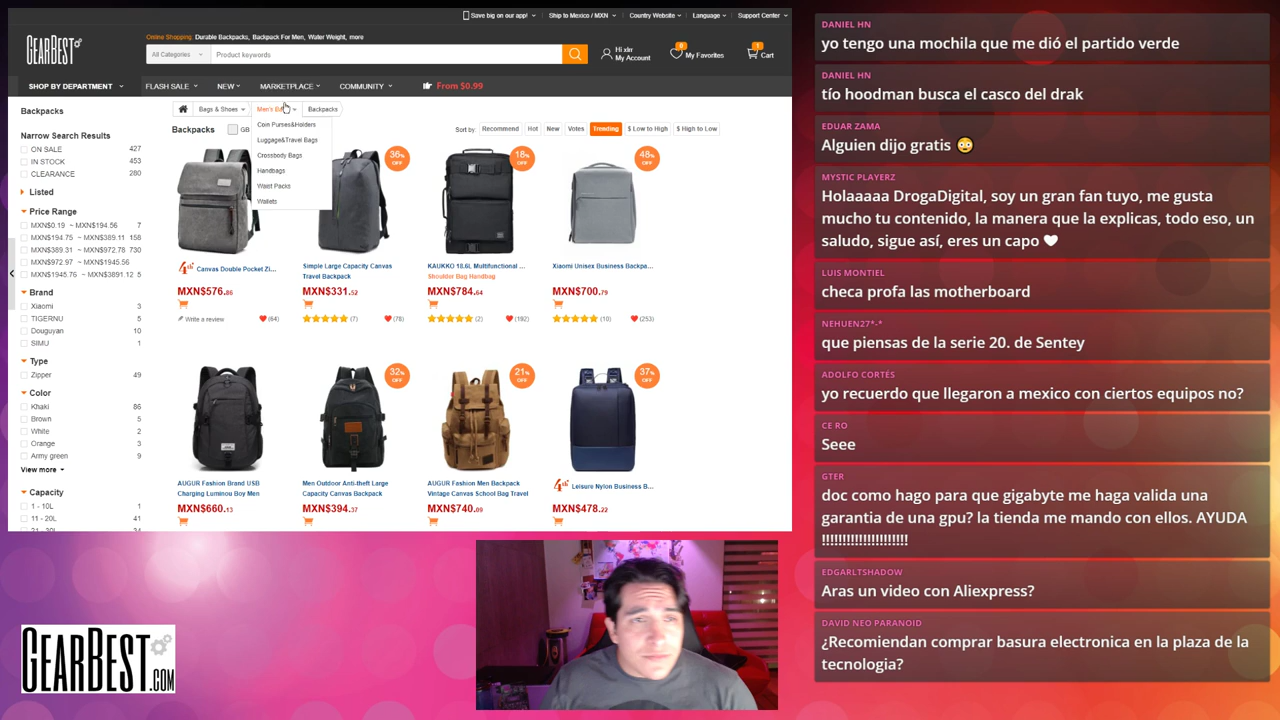 Save big on our app!
Ship to Mexico / MXN
Country Website
Language
Support Center
GEARBEST
Online Shopping: Durable Backpacks, Backpack For Men, Water Weight, more
All Categories
Product keywords
Hi xlrr
My Account
0
My Favorites
1
Cart
SHOP BY DEPARTMENT
FLASH SALE
NEW
MARKETPLACE
COMMUNITY
From $0.99
Backpacks
Narrow Search Results
ON SALE 427
IN STOCK 453
CLEARANCE 280
Listed
Price Range
MXN$0.19 ~ MXN$194.56 7
MXN$194.75 ~ MXN$389.11 158
MXN$389.31 ~ MXN$972.78 730
MXN$972.97 ~ MXN$1945.56
MXN$1945.76 ~ MXN$3891.12 5
Brand
Xiaomi 3
TIGERNU 5
Douguyan 10
SIMU 1
Type
Zipper 49
Color
Khaki 86
Brown 5
White 2
Orange 3
Army green 9
View more
Capacity
1 - 10L 1
11 - 20L 41
Bags & Shoes
Men's
Backpacks
Coin Purses&Holders
Luggage&Travel Bags
Crossbody Bags
Handbags
Waist Packs
Wallets
Backpacks
GB
Sort by:
Recommend
Hot
New
Votes
Trending
$ Low to High
$ High to Low
36% OFF
18% OFF
48% OFF
4th Canvas Double Pocket Zi...
MXN$576.86
Write a review
(64)
Simple Large Capacity Canvas
Travel Backpack
MXN$331.52
(7)
(78)
KAUKKO 18.6L Multifunctional ...
Shoulder Bag Handbag
MXN$784.64
(2)
(192)
Xiaomi Unisex Business Backpa...
MXN$700.79
(10)
(253)
32% OFF
21% OFF
37% OFF
AUGUR Fashion Brand USB
Charging Luminou Boy Men
MXN$660.13
Men Outdoor Anti-theft Large
Capacity Canvas Backpack
MXN$394.37
AUGUR Fashion Men Backpack
Vintage Canvas School Bag Travel
MXN$740.09
4th Leisure Nylon Business B...
MXN$478.22
GEARBEST.COM
DANIEL HN
yo tengo una mochila que me dió el partido verde
DANIEL HN
tío hoodman busca el casco del drak
EDUAR ZAMA
Alguien dijo gratis 😳
MYSTIC PLAYERZ
Holaaaaa DrogaDigital, soy un gran fan tuyo, me gusta
mucho tu contenido, la manera que la explicas, todo eso, un
saludo, sigue así, eres un capo ♥
LUIS MONTIEL
checa profa las motherboard
NEHUEN27*-*
que piensas de la serie 20. de Sentey
ADOLFO CORTÉS
yo recuerdo que llegaron a mexico con ciertos equipos no?
CE RO
Seee
GTER
doc como hago para que gigabyte me haga valida una
garantia de una gpu? la tienda me mando con ellos. AYUDA
!!!!!!!!!!!!!!!!!!!!!
EDGARLTSHADOW
Aras un video con Aliexpress?
DAVID NEO PARANOID
¿Recomiendan comprar basura electronica en la plaza de la
tecnologia?